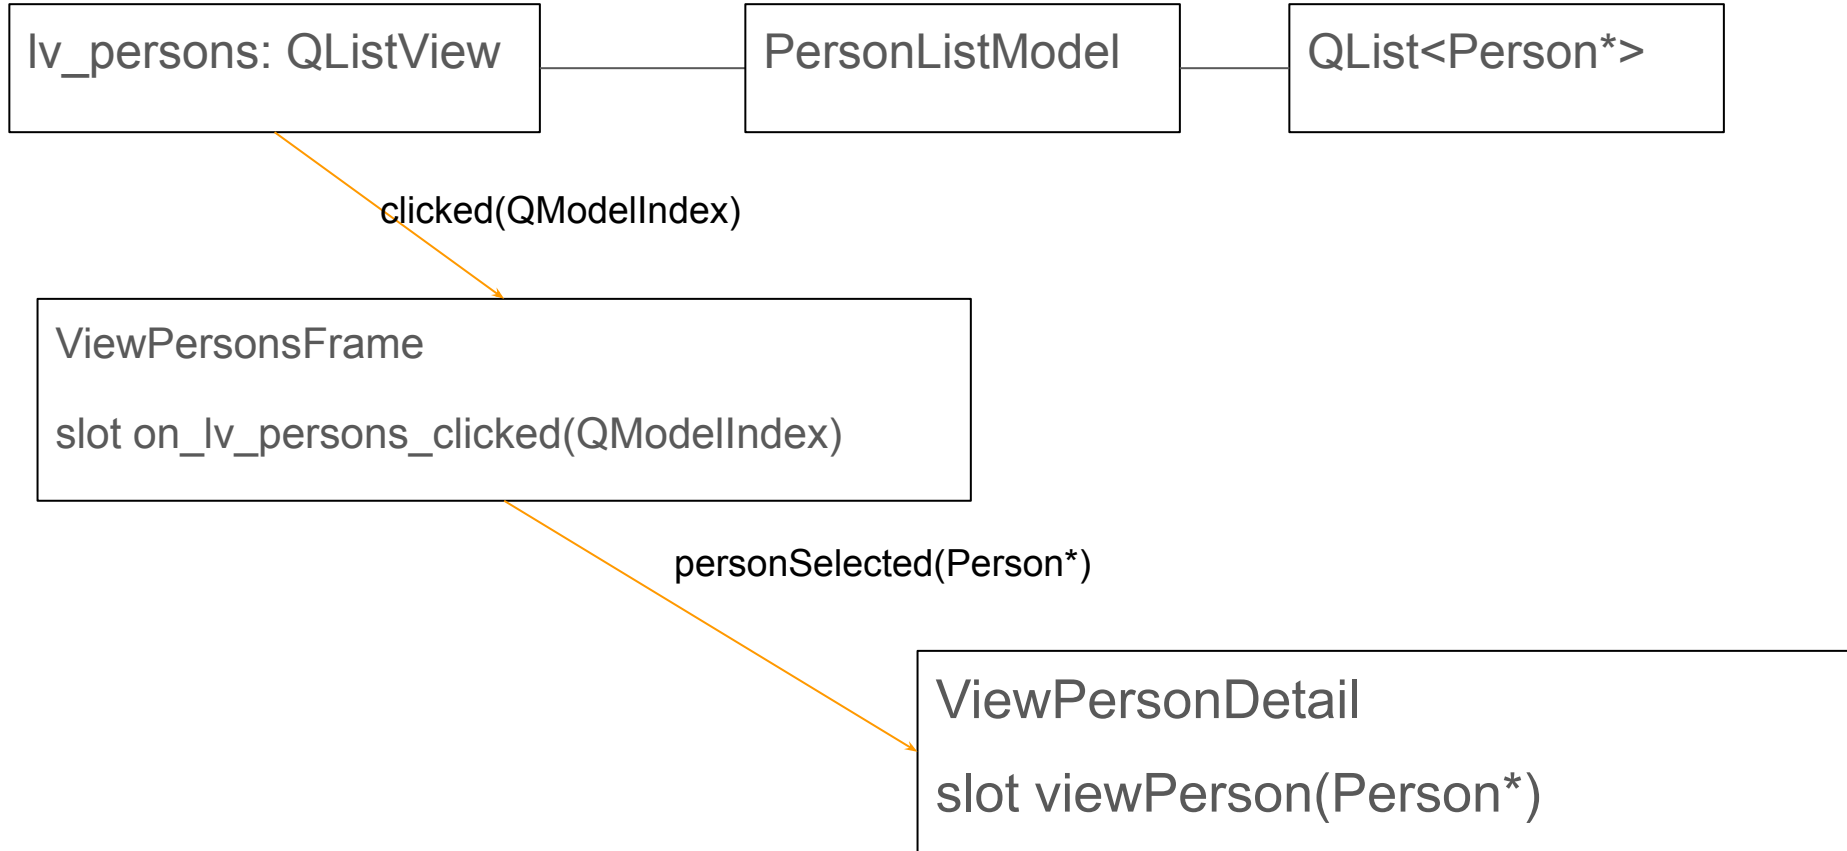 lv_persons: QListView
PersonListModel
QList<Person*>
clicked(QModelIndex)
ViewPersonsFrame
slot on_lv_persons_clicked(QModelIndex)
personSelected(Person*)
ViewPersonDetail
slot viewPerson(Person*)